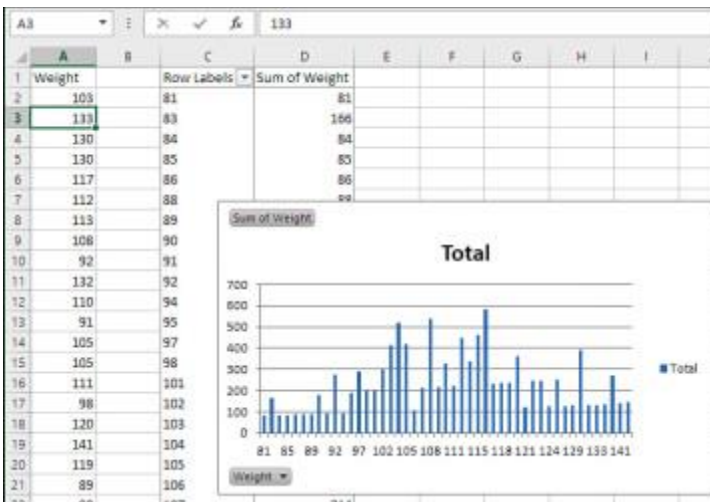 A3 fx 133
A B C D E F G H I
1 Weight Row Labels Sum of Weight
2 103 81 81
3 133 83 166
4 130 84 84
5 130 85 85
6 117 86 86
7 112 88 88
8 113 89 Sum of Weight
9 108 90
10 92 91 Total
11 132 92
12 110 94
13 91 95
14 105 97
15 105 98
16 111 101
17 98 102
18 120 103
19 141 104
20 119 105
21 89 106
700
600
500
400
300
200
100
0
81 85 89 92 97 102 105 108 111 115 118 121 124 129 133 141
Total
Weight